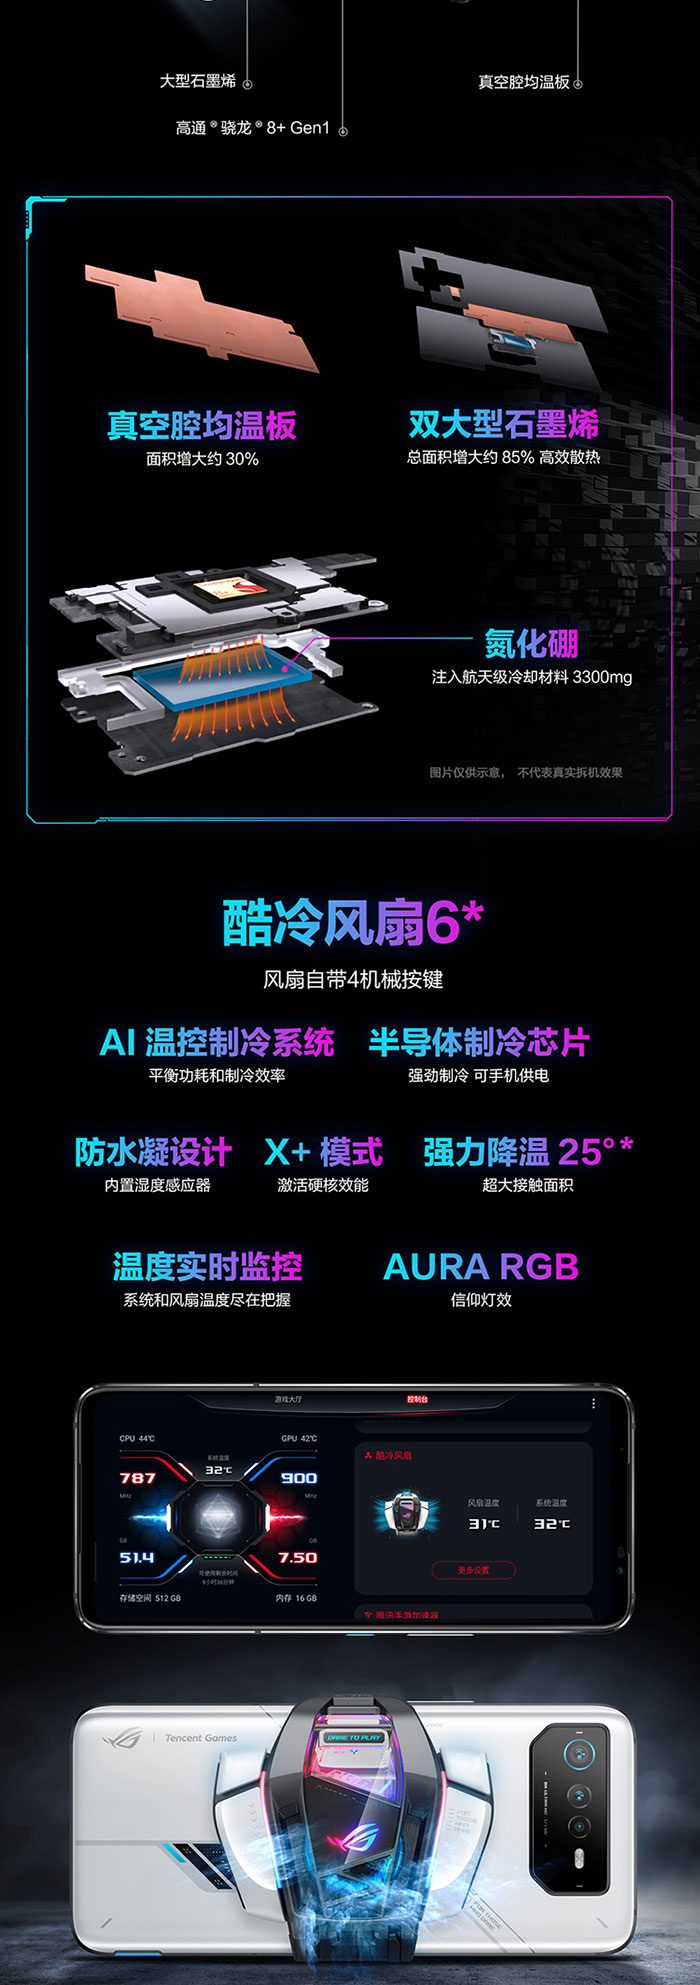 大型石墨烯
真空腔均温板
高通® 骁龙® 8+ Gen1
真空腔均温板
双大型石墨烯
面积增大约 30%
总面积增大约 85% 高效散热
氮化硼
注入航天级冷却材料 3300mg
图片仅供示意， 不代表真实拆机效果
酷冷风扇6*
风扇自带4机械按键
AI 温控制冷系统
半导体制冷芯片
平衡功耗和制冷效率
强劲制冷 可手机供电
防水凝设计
X+ 模式
强力降温 25°*
内置湿度感应器
激活硬核效能
超大接触面积
温度实时监控
AURA RGB
系统和风扇温度尽在把握
信仰灯效
游戏大厅
控制台
CPU 44℃
GPU 42℃
系统温度
32℃
787
900
MHz
MHz
酷冷风扇
风扇温度
系统温度
31℃
32℃
GB
GB
51.4
7.50
可使用剩余时间
9小时36分钟
更多设置
存储空间 512 GB
内存 16 GB
腾讯手游加速器
Tencent Games
DARE TO PLAY
FOR THOSE
WHO DARE